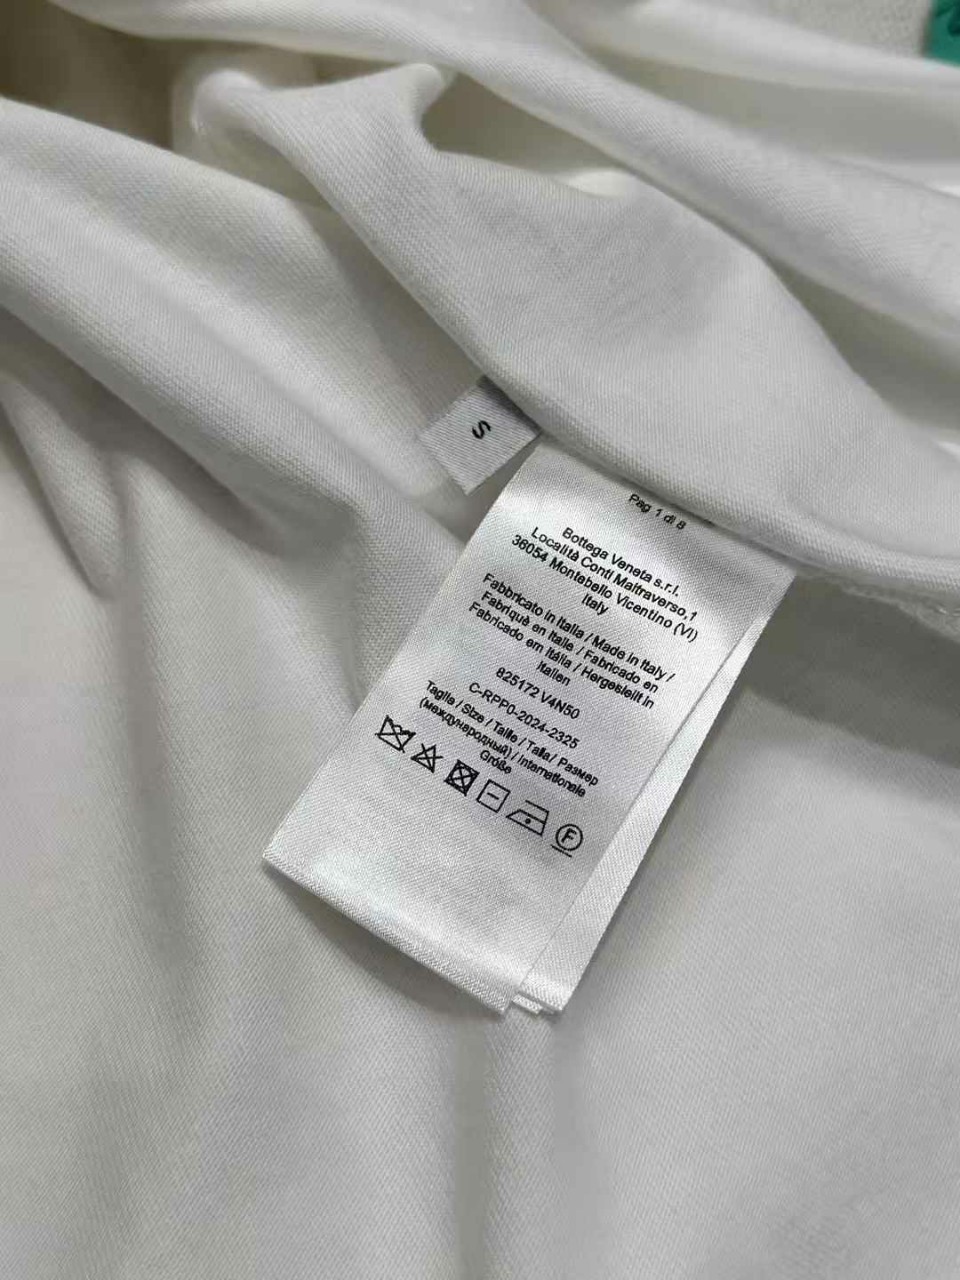 S
Pag 1 di 8
Bottega Veneta s.r.l.
Località Conti Maltraverso,1
36054 Montebello Vicentino (VI)
Italy
Fabbricato in Italia / Made in Italy /
Fabriqué en Italie / Fabricado en
Fabricado em Itália / Hergestellt in
Italien
825172 V4N50
C-RPP0-2024-2325
Taglia / Size / Taille / Talla / Размер
(международный) / Internationale
Größe
F